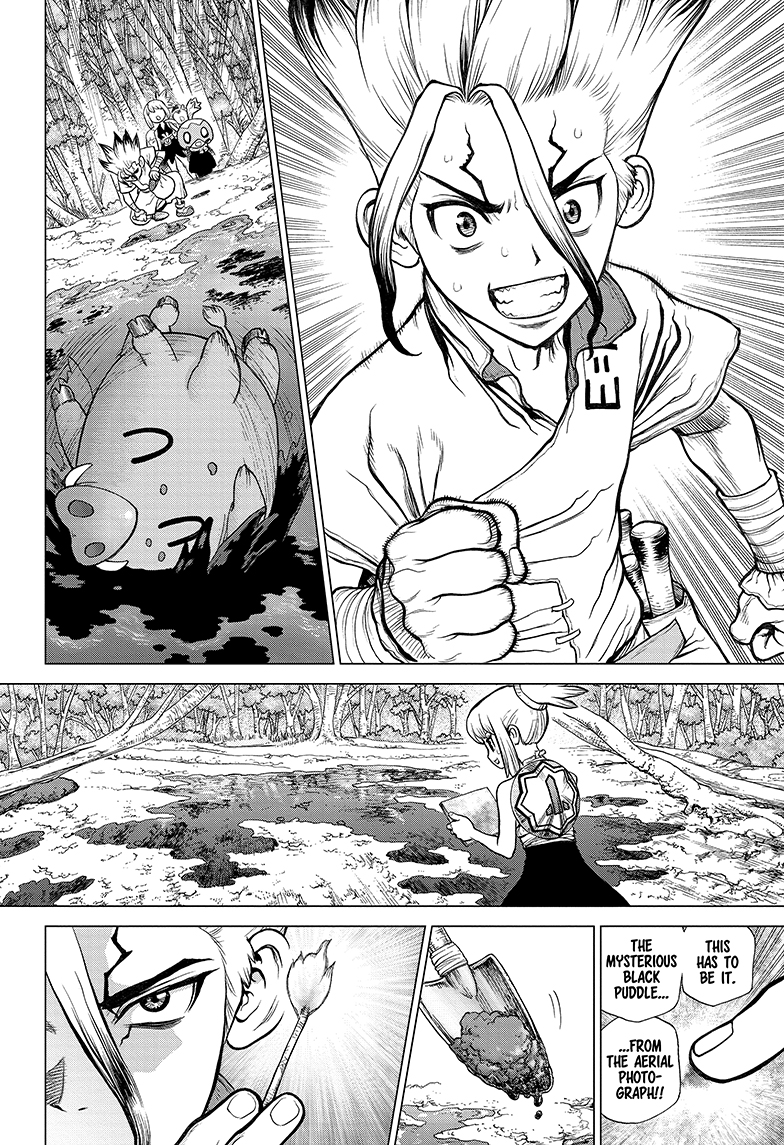 THIS
HAS TO
BE IT.
THE
MYSTERIOUS
BLACK
PUDDLE...
...FROM
THE AERIAL
PHOTO-
GRAPH!!